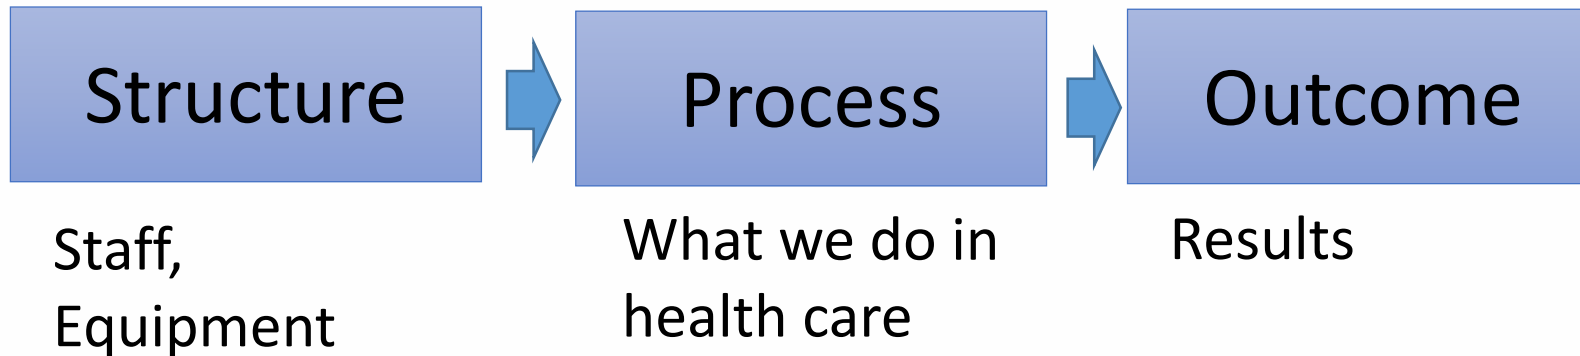 Structure
Process
Outcome
Staff,
Equipment
What we do in
health care
Results